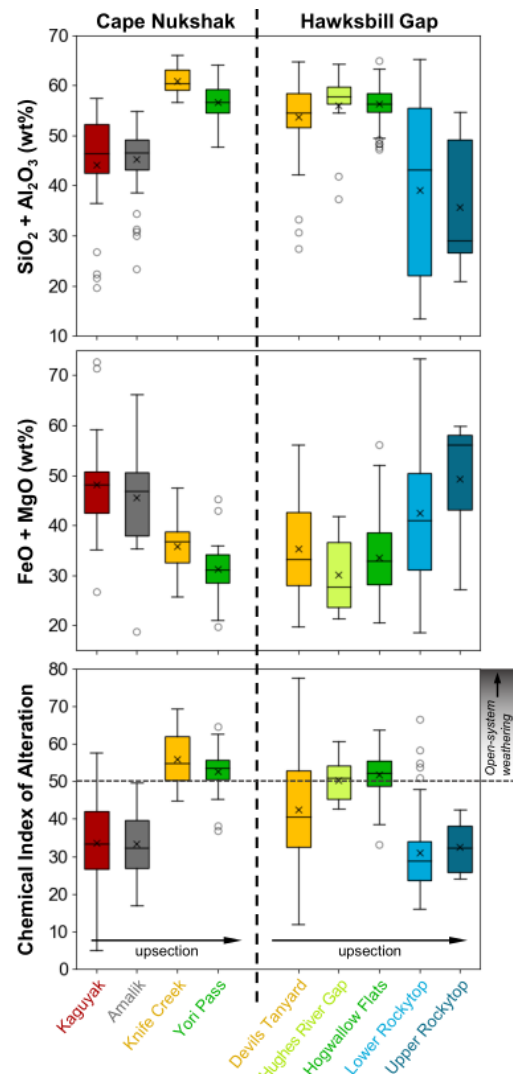 Cape Nukshak
Hawksbill Gap
SiO₂ + Al₂O₃ (wt%)
70
60
50
40
30
20
10
FeO + MgO (wt%)
70
60
50
40
30
20
Chemical Index of Alteration
80
70
60
50
40
30
20
10
0
Open-system
weathering
upsection
upsection
Kaguyak
Amalik
Knife Creek
Yori Pass
Devils Tanyard
Hughes River Gap
Hogwallow Flats
Lower Rockytop
Upper Rockytop